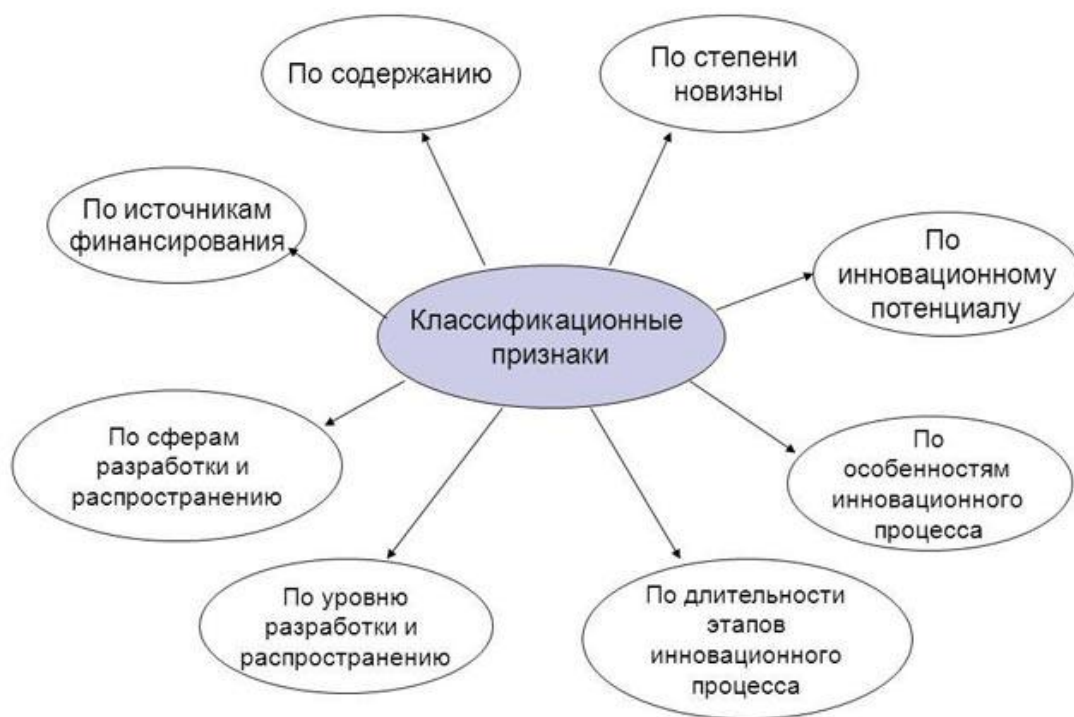 По содержанию
По степени
новизны
По источникам
финансирования
По
инновационному
потенциалу
Классификационные
признаки
По сферам
разработки и
распространению
По
особенностям
инновационного
процесса
По уровню
разработки и
распространению
По длительности
этапов
инновационного
процесса